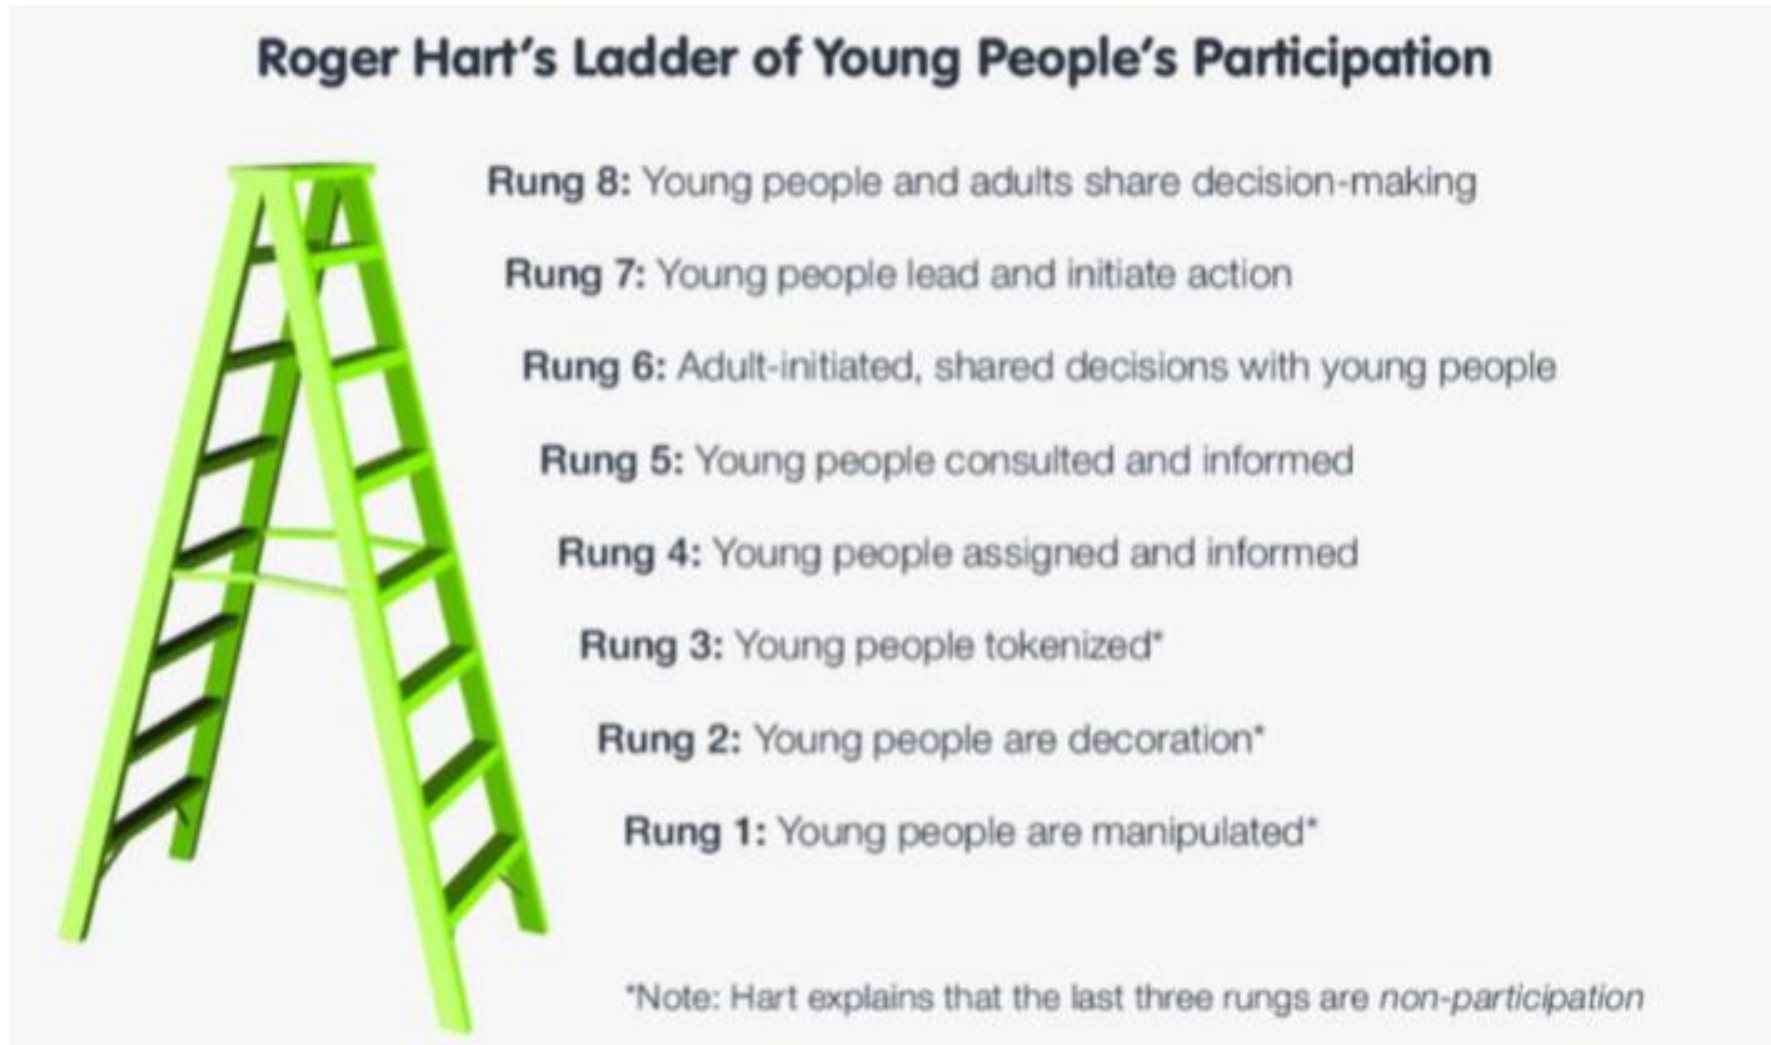 Roger Hart's Ladder of Young People's Participation
Rung 8: Young people and adults share decision-making
Rung 7: Young people lead and initiate action
Rung 6: Adult-initiated, shared decisions with young people
Rung 5: Young people consulted and informed
Rung 4: Young people assigned and informed
Rung 3: Young people tokenized*
Rung 2: Young people are decoration*
Rung 1: Young people are manipulated*
*Note: Hart explains that the last three rungs are non-participation